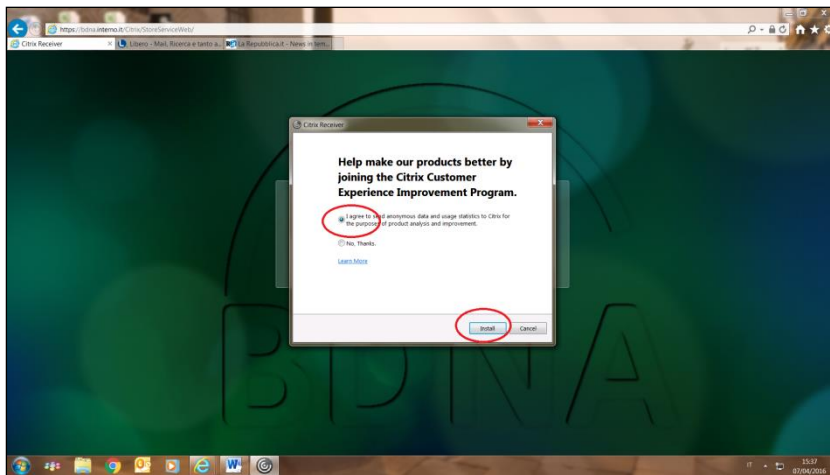 https://bdna.interno.it/Citrix/StoreServiceWeb/
Citrix Receiver
Libero - Mail, Ricerca e tanto a...
La Repubblica.it - News in tem...
Citrix Receiver
Help make our products better by
joining the Citrix Customer
Experience Improvement Program.
I agree to send anonymous data and usage statistics to Citrix for
the purposes of product analysis and improvement.
No, Thanks.
Learn More
Install
Cancel
BDNA
IT
15:37
07/04/2016